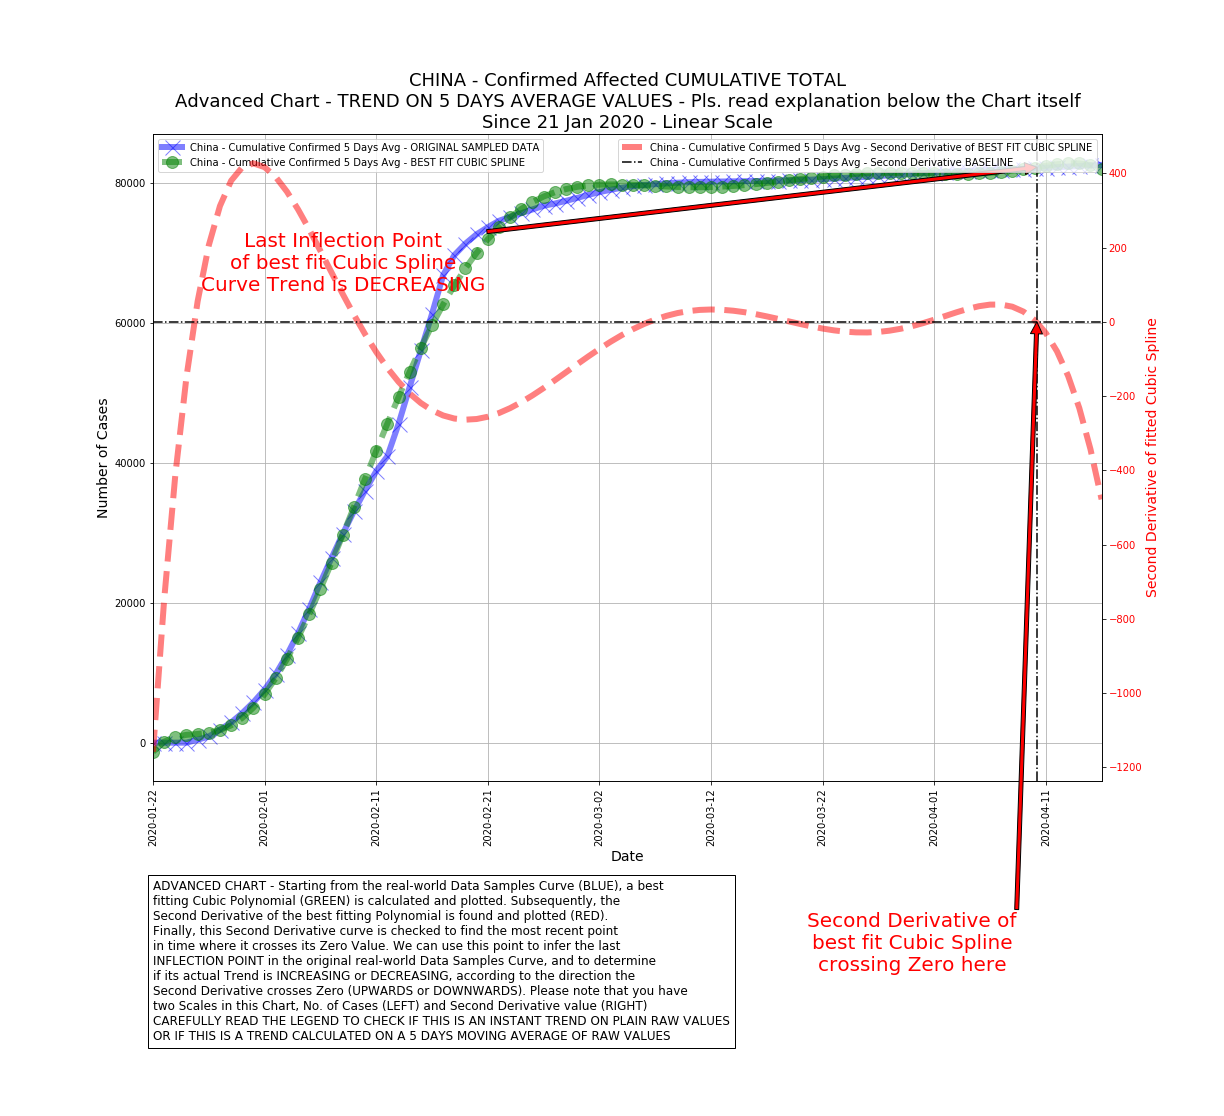 CHINA - Confirmed Affected CUMULATIVE TOTAL
Advanced Chart - TREND ON 5 DAYS AVERAGE VALUES - Pls. read explanation below the Chart itself
Since 21 Jan 2020 - Linear Scale
China - Cumulative Confirmed 5 Days Avg - ORIGINAL SAMPLED DATA
China - Cumulative Confirmed 5 Days Avg - BEST FIT CUBIC SPLINE
China - Cumulative Confirmed 5 Days Avg - Second Derivative of BEST FIT CUBIC SPLINE
China - Cumulative Confirmed 5 Days Avg - Second Derivative BASELINE
Last Inflection Point
of best fit Cubic Spline
Curve Trend is DECREASING
Number of Cases
80000
60000
40000
20000
0
400
200
0
−200
−400
−600
−800
−1000
−1200
Second Derivative of fitted Cubic Spline
2020-01-22
2020-02-01
2020-02-11
2020-02-21
2020-03-02
2020-03-12
2020-03-22
2020-04-01
2020-04-11
Date
ADVANCED CHART - Starting from the real-world Data Samples Curve (BLUE), a best
fitting Cubic Polynomial (GREEN) is calculated and plotted. Subsequently, the
Second Derivative of the best fitting Polynomial is found and plotted (RED).
Finally, this Second Derivative curve is checked to find the most recent point
in time where it crosses its Zero Value. We can use this point to infer the last
INFLECTION POINT in the original real-world Data Samples Curve, and to determine
if its actual Trend is INCREASING or DECREASING, according to the direction the
Second Derivative crosses Zero (UPWARDS or DOWNWARDS). Please note that you have
two Scales in this Chart, No. of Cases (LEFT) and Second Derivative value (RIGHT)
CAREFULLY READ THE LEGEND TO CHECK IF THIS IS AN INSTANT TREND ON PLAIN RAW VALUES
OR IF THIS IS A TREND CALCULATED ON A 5 DAYS MOVING AVERAGE OF RAW VALUES
Second Derivative of
best fit Cubic Spline
crossing Zero here